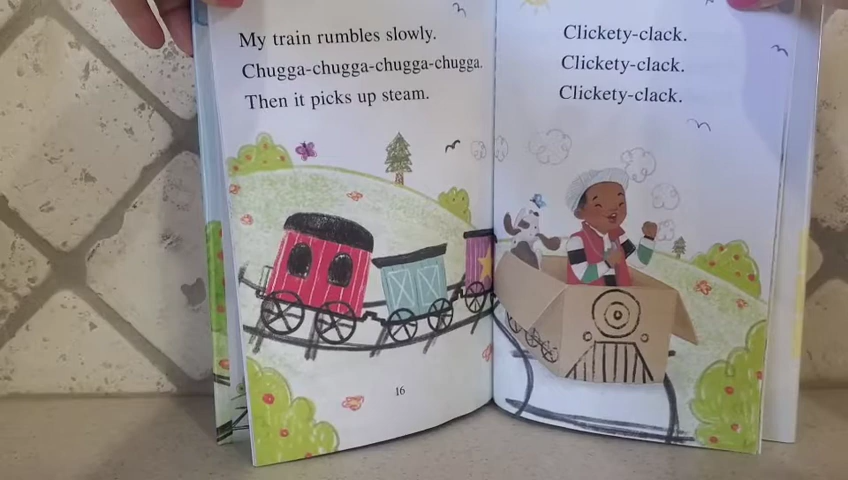 My train rumbles slowly.
Chugga-chugga-chugga-chugga.
Then it picks up steam.
16
Clickety-clack.
Clickety-clack.
Clickety-clack.